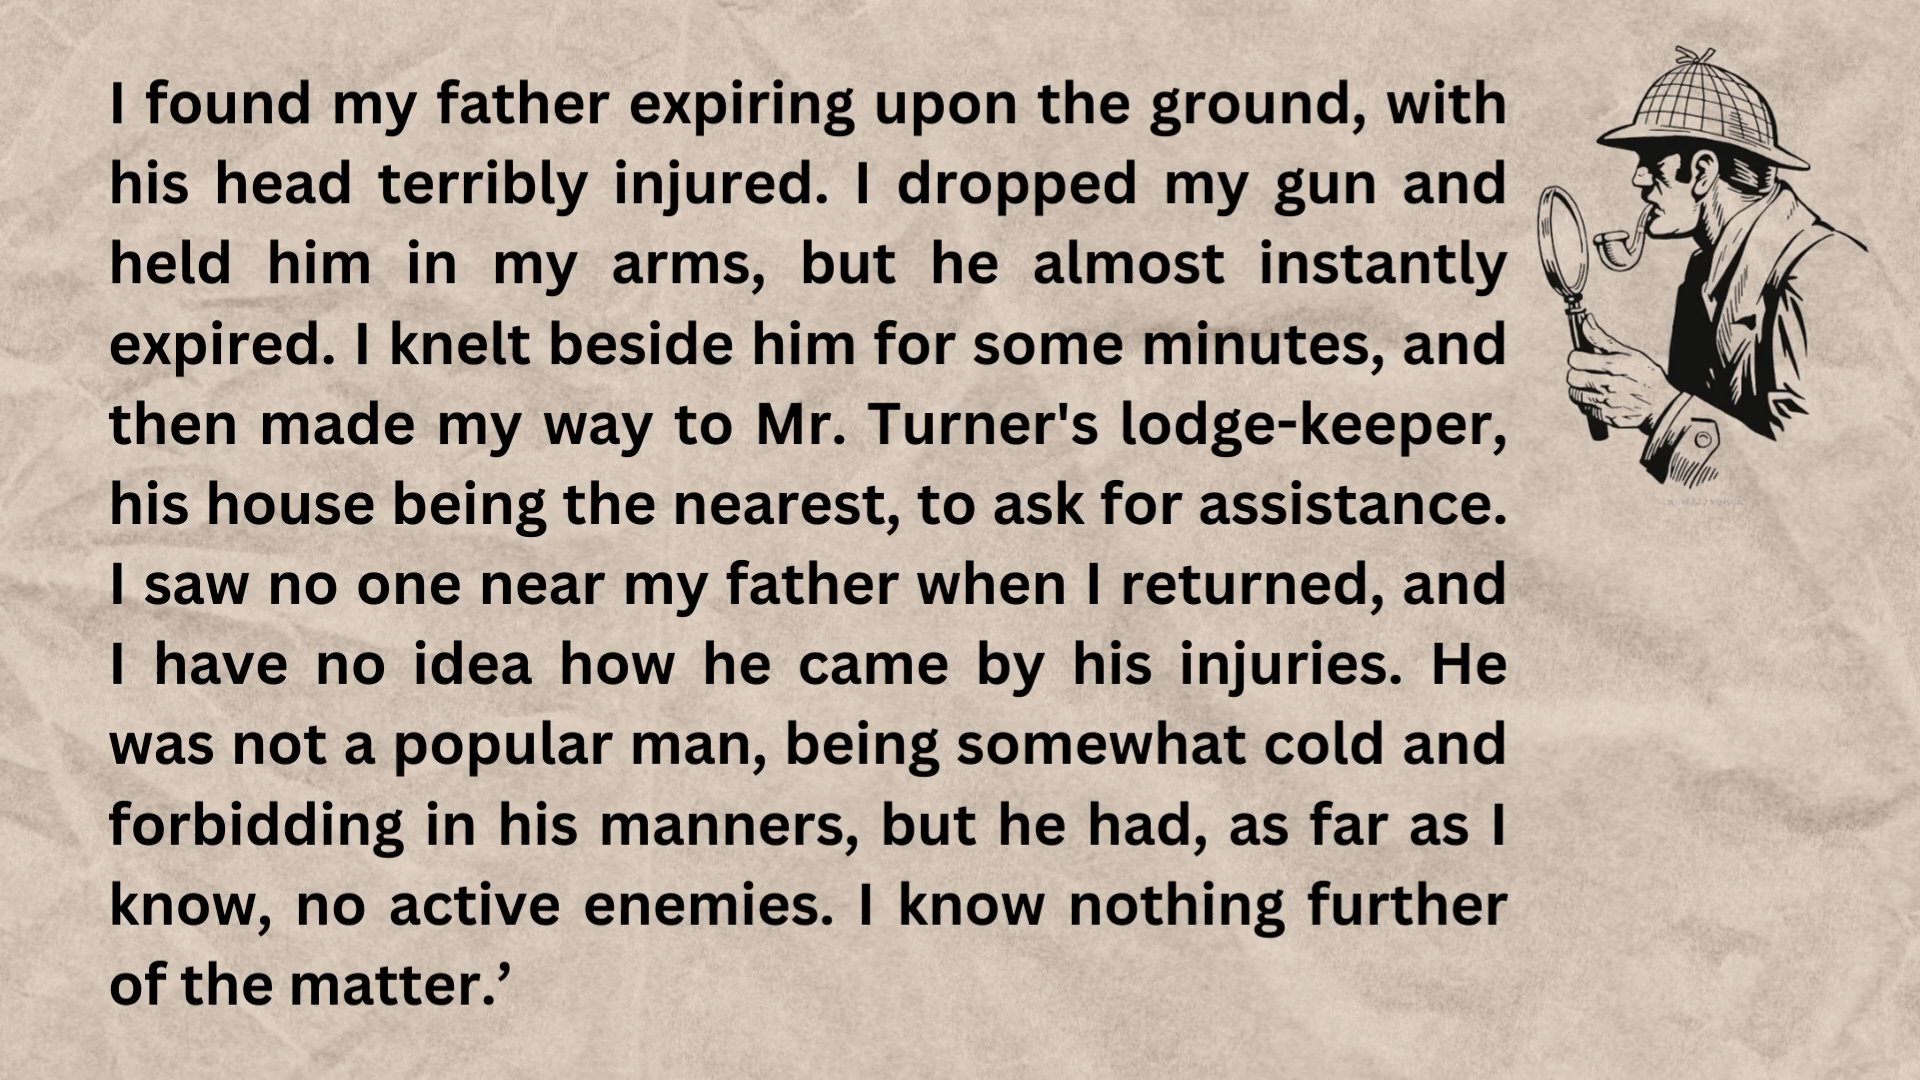 I found my father expiring upon the ground, with
his head terribly injured. I dropped my gun and
held him in my arms, but he almost instantly
expired. I knelt beside him for some minutes, and
then made my way to Mr. Turner's lodge-keeper,
his house being the nearest, to ask for assistance.
I saw no one near my father when I returned, and
I have no idea how he came by his injuries. He
was not a popular man, being somewhat cold and
forbidding in his manners, but he had, as far as I
know, no active enemies. I know nothing further
of the matter.’